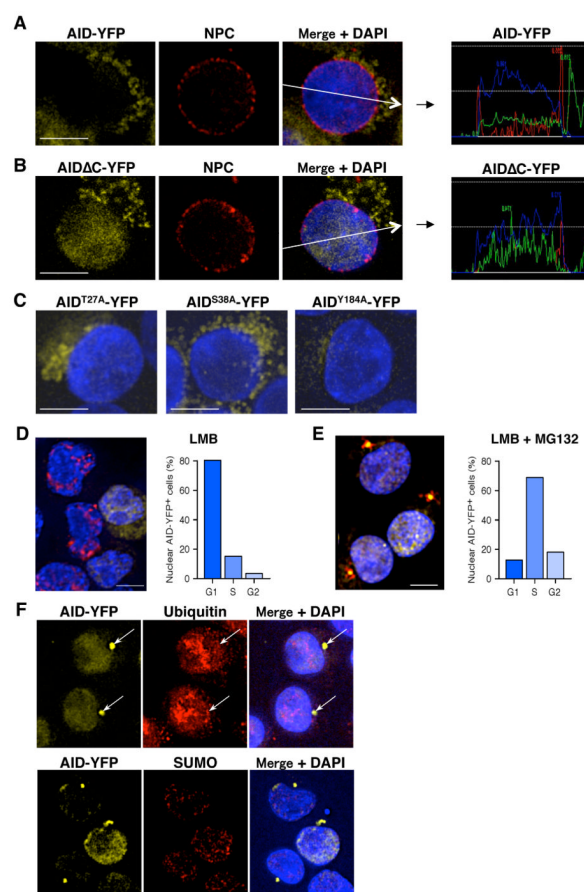 A
AID-YFP NPC Merge + DAPI AID-YFP
B
AIDΔC-YFP NPC Merge + DAPI AIDΔC-YFP
C
AIDT27A-YFP AIDS38A-YFP AIDY184A-YFP
D
LMB
Nuclear AID-YFP+ cells (%)
80
60
40
20
0
G1 S G2
E
LMB + MG132
Nuclear AID-YFP+ cells (%)
80
60
40
20
0
G1 S G2
F
AID-YFP Ubiquitin Merge + DAPI
AID-YFP SUMO Merge + DAPI